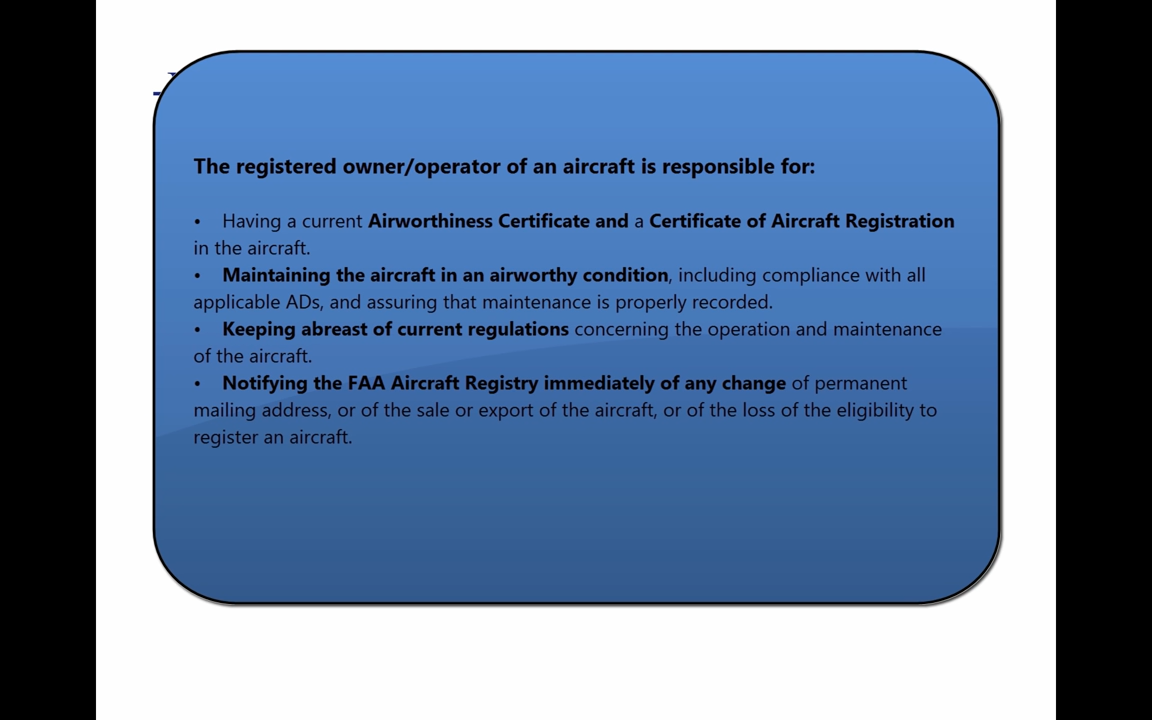 The registered owner/operator of an aircraft is responsible for:
• Having a current Airworthiness Certificate and a Certificate of Aircraft Registration
in the aircraft.
• Maintaining the aircraft in an airworthy condition, including compliance with all
applicable ADs, and assuring that maintenance is properly recorded.
• Keeping abreast of current regulations concerning the operation and maintenance
of the aircraft.
• Notifying the FAA Aircraft Registry immediately of any change of permanent
mailing address, or of the sale or export of the aircraft, or of the loss of the eligibility to
register an aircraft.